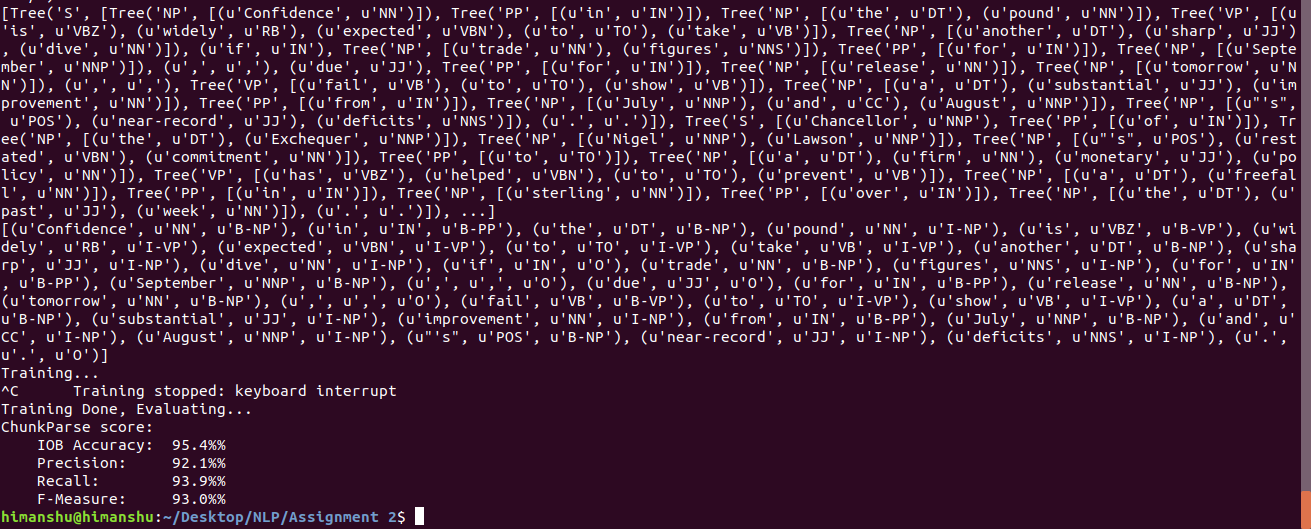 [Tree('S', [Tree('NP', [(u'Confidence', u'NN')]), Tree('PP', [(u'in', u'IN')]), Tree('NP', [(u'the', u'DT'), (u'pound', u'NN')]), Tree('VP', [(u
'is', u'VBZ'), (u'widely', u'RB'), (u'expected', u'VBN'), (u'to', u'TO'), (u'take', u'VB')]), Tree('NP', [(u'another', u'DT'), (u'sharp', u'JJ')
, (u'dive', u'NN')]), (u'if', u'IN'), Tree('NP', [(u'trade', u'NN'), (u'figures', u'NNS')]), Tree('PP', [(u'for', u'IN')]), Tree('NP', [(u'Septe
mber', u'NNP')]), (u',', u','), (u'due', u'JJ'), Tree('PP', [(u'for', u'IN')]), Tree('NP', [(u'release', u'NN')]), Tree('NP', [(u'tomorrow', u'N
N')]), (u',', u','), Tree('VP', [(u'fail', u'VB'), (u'to', u'TO'), (u'show', u'VB')]), Tree('NP', [(u'a', u'DT'), (u'substantial', u'JJ'), (u'im
provement', u'NN')]), Tree('PP', [(u'from', u'IN')]), Tree('NP', [(u'July', u'NNP'), (u'and', u'CC'), (u'August', u'NNP')]), Tree('NP', [(u"'s",
 u'POS'), (u'near-record', u'JJ'), (u'deficits', u'NNS')]), (u'.', u'.')]), Tree('S', [(u'Chancellor', u'NNP'), Tree('PP', [(u'of', u'IN')]), Tr
ee('NP', [(u'the', u'DT'), (u'Exchequer', u'NNP')]), Tree('NP', [(u'Nigel', u'NNP'), (u'Lawson', u'NNP')]), Tree('NP', [(u"'s", u'POS'), (u'rest
ated', u'VBN'), (u'commitment', u'NN')]), Tree('PP', [(u'to', u'TO')]), Tree('NP', [(u'a', u'DT'), (u'firm', u'NN'), (u'monetary', u'JJ'), (u'po
licy', u'NN')]), Tree('VP', [(u'has', u'VBZ'), (u'helped', u'VBN'), (u'to', u'TO'), (u'prevent', u'VB')]), Tree('NP', [(u'a', u'DT'), (u'freefal
l', u'NN')]), Tree('PP', [(u'in', u'IN')]), Tree('NP', [(u'sterling', u'NN')]), Tree('PP', [(u'over', u'IN')]), Tree('NP', [(u'the', u'DT'), (u'
past', u'JJ'), (u'week', u'NN')]), (u'.', u'.')]), ...]
[(u'Confidence', u'NN', u'B-NP'), (u'in', u'IN', u'B-PP'), (u'the', u'DT', u'B-NP'), (u'pound', u'NN', u'I-NP'), (u'is', u'VBZ', u'B-VP'), (u'wi
dely', u'RB', u'I-VP'), (u'expected', u'VBN', u'I-VP'), (u'to', u'TO', u'I-VP'), (u'take', u'VB', u'I-VP'), (u'another', u'DT', u'B-NP'), (u'sha
rp', u'JJ', u'I-NP'), (u'dive', u'NN', u'I-NP'), (u'if', u'IN', u'O'), (u'trade', u'NN', u'B-NP'), (u'figures', u'NNS', u'I-NP'), (u'for', u'IN'
, u'B-PP'), (u'September', u'NNP', u'B-NP'), (u',', u',', u'O'), (u'due', u'JJ', u'O'), (u'for', u'IN', u'B-PP'), (u'release', u'NN', u'B-NP'),
(u'tomorrow', u'NN', u'B-NP'), (u',', u',', u'O'), (u'fail', u'VB', u'B-VP'), (u'to', u'TO', u'I-VP'), (u'show', u'VB', u'I-VP'), (u'a', u'DT',
u'B-NP'), (u'substantial', u'JJ', u'I-NP'), (u'improvement', u'NN', u'I-NP'), (u'from', u'IN', u'B-PP'), (u'July', u'NNP', u'B-NP'), (u'and', u'
CC', u'I-NP'), (u'August', u'NNP', u'I-NP'), (u"'s", u'POS', u'B-NP'), (u'near-record', u'JJ', u'I-NP'), (u'deficits', u'NNS', u'I-NP'), (u'.',
u'.', u'O')]
Training...
^C      Training stopped: keyboard interrupt
Training Done, Evaluating...
ChunkParse score:
    IOB Accuracy:  95.4%%
    Precision:     92.1%%
    Recall:        93.9%%
    F-Measure:     93.0%%
himanshu@himanshu:~/Desktop/NLP/Assignment 2$